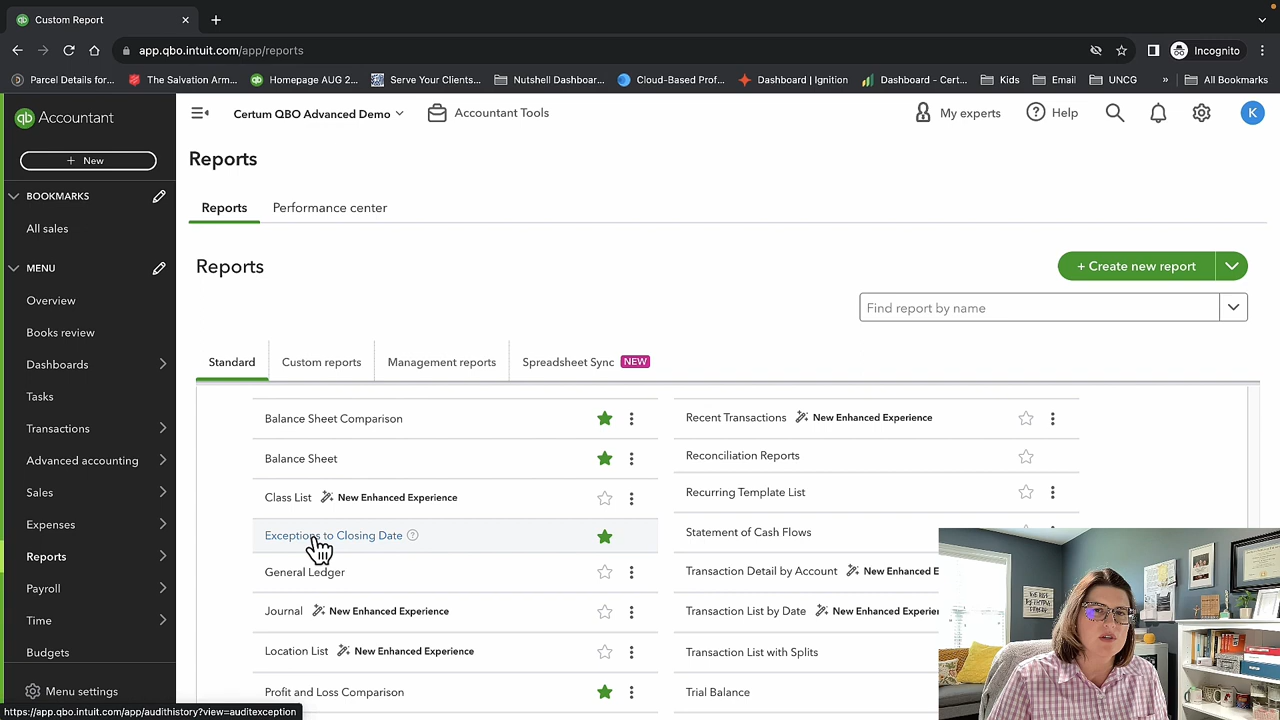 Custom Report
app.qbo.intuit.com/app/reports
Incognito
Parcel Details for...
The Salvation Arm...
Homepage AUG 2...
Serve Your Clients...
Nutshell Dashboar...
Cloud-Based Prof...
Dashboard | Ignition
Dashboard - Cert...
Kids
Email
UNCG
»
All Bookmarks
qb Accountant
Certum QBO Advanced Demo
Accountant Tools
My experts
Help
K
+ New
BOOKMARKS
All sales
MENU
Overview
Books review
Dashboards
Tasks
Transactions
Advanced accounting
Sales
Expenses
Reports
Payroll
Time
Budgets
Menu settings
Reports
Reports
Performance center
Reports
+ Create new report
Find report by name
Standard
Custom reports
Management reports
Spreadsheet Sync NEW
Balance Sheet Comparison
Balance Sheet
Class List New Enhanced Experience
Exceptions to Closing Date ?
General Ledger
Journal New Enhanced Experience
Location List New Enhanced Experience
Profit and Loss Comparison
Recent Transactions New Enhanced Experience
Reconciliation Reports
Recurring Template List
Statement of Cash Flows
Transaction Detail by Account New Enhanced E
Transaction List by Date New Enhanced Experier
Transaction List with Splits
Trial Balance
https://app.qbo.intuit.com/app/audithistory?view=auditexception